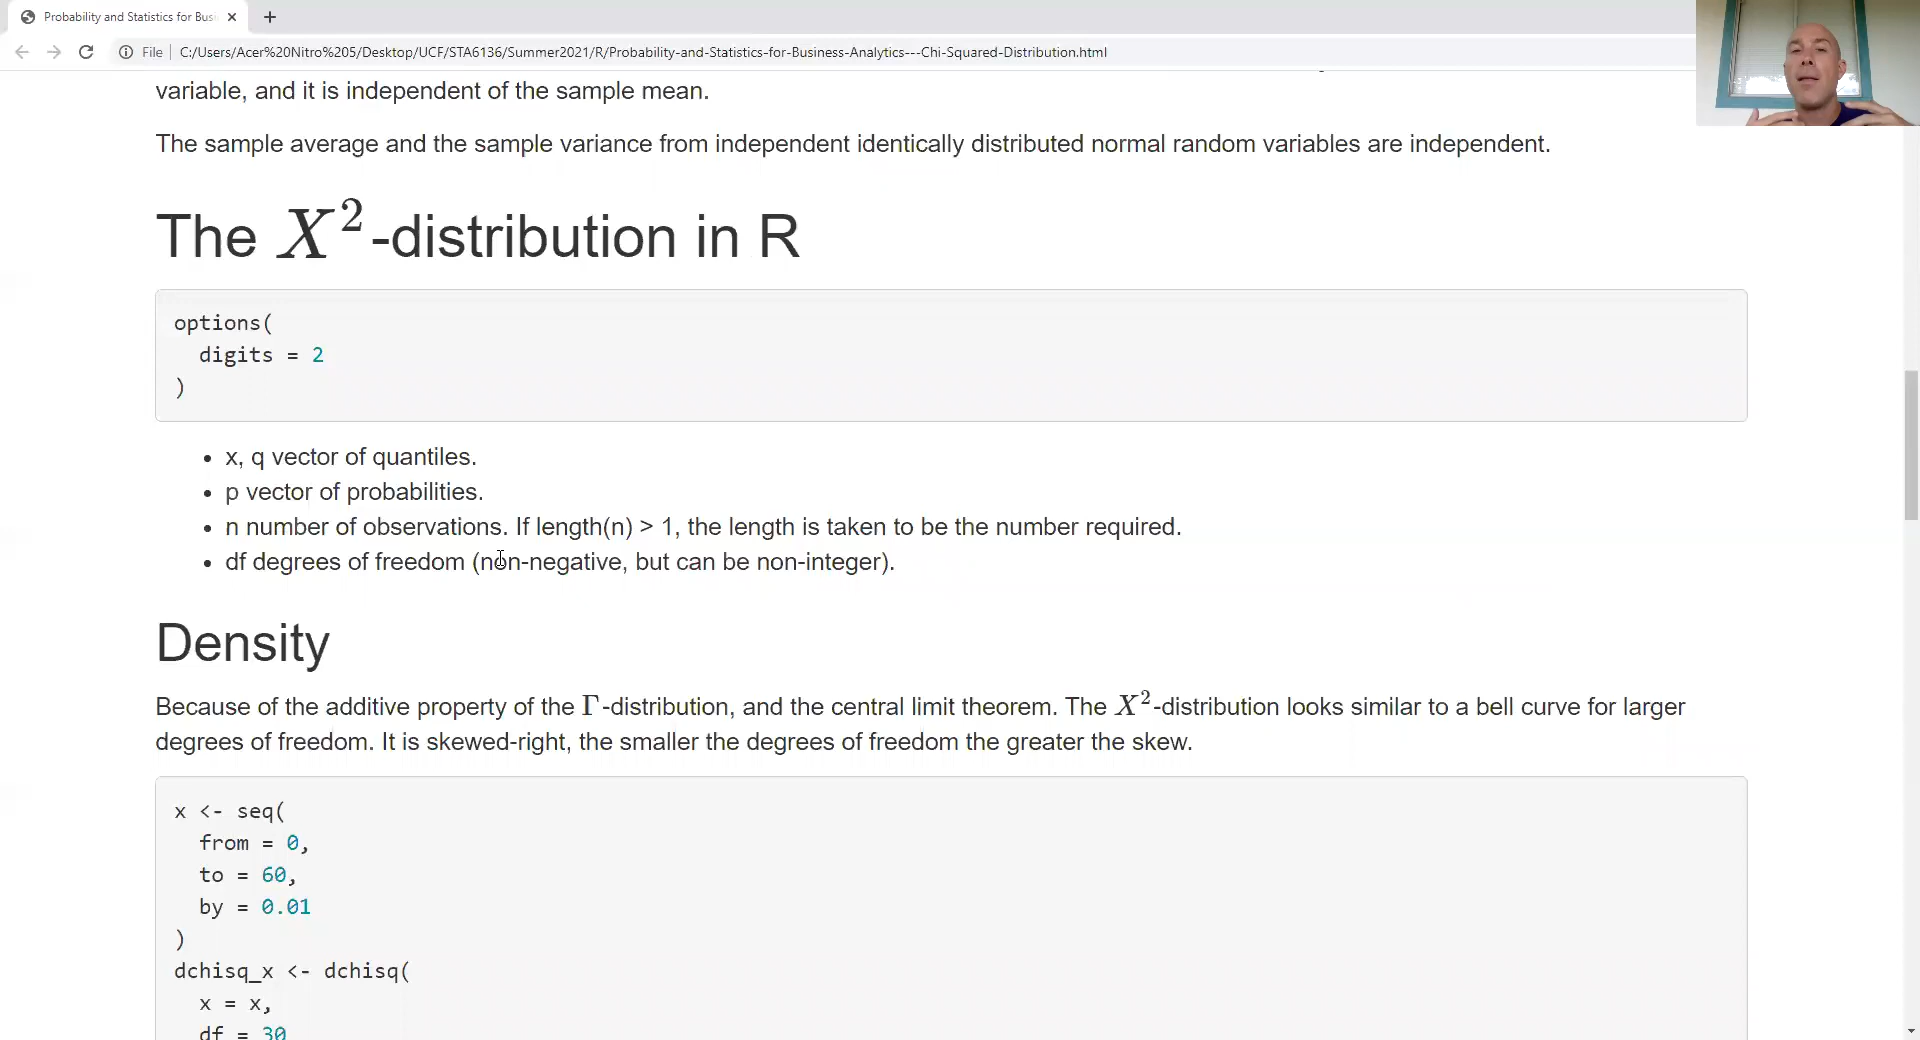 Probability and Statistics for Busi
File C:/Users/Acer%20Nitro%205/Desktop/UCF/STA6136/Summer2021/R/Probability-and-Statistics-for-Business-Analytics---Chi-Squared-Distribution.html
variable, and it is independent of the sample mean.
The sample average and the sample variance from independent identically distributed normal random variables are independent.
The X²-distribution in R
options(
  digits = 2
)
• x, q vector of quantiles.
• p vector of probabilities.
• n number of observations. If length(n) > 1, the length is taken to be the number required.
• df degrees of freedom (non-negative, but can be non-integer).
Density
Because of the additive property of the Γ-distribution, and the central limit theorem. The X²-distribution looks similar to a bell curve for larger
degrees of freedom. It is skewed-right, the smaller the degrees of freedom the greater the skew.
x <- seq(
  from = 0,
  to = 60,
  by = 0.01
)
dchisq_x <- dchisq(
  x = x,
  df = 30